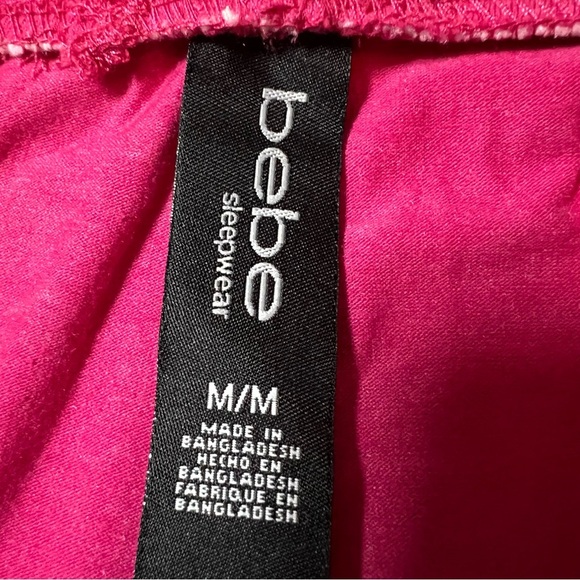 bebe
sleepwear
M/M
MADE IN
BANGLADESH
HECHO EN
BANGLADESH
FABRIQUE EN
BANGLADESH